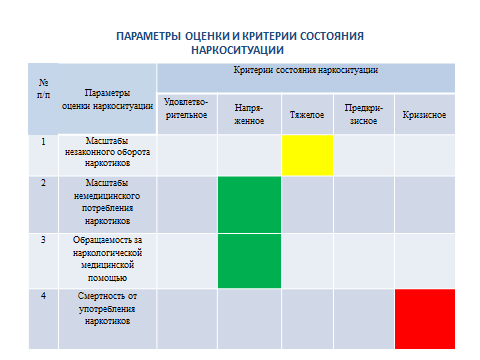 ПАРАМЕТРЫ ОЦЕНКИ И КРИТЕРИИ СОСТОЯНИЯ
НАРКОСИТУАЦИИ
№
п/п
Параметры
оценки наркоситуации
Критерии состояния наркоситуации
Удовлетво-
рительное
Напря-
женное
Тяжелое
Предкри-
зисное
Кризисное
1
Масштабы
незаконного оборота
наркотиков
2
Масштабы
немедицинского
потребления
наркотиков
3
Обращаемость за
наркологической
медицинской
помощью
4
Смертность от
употребления
наркотиков